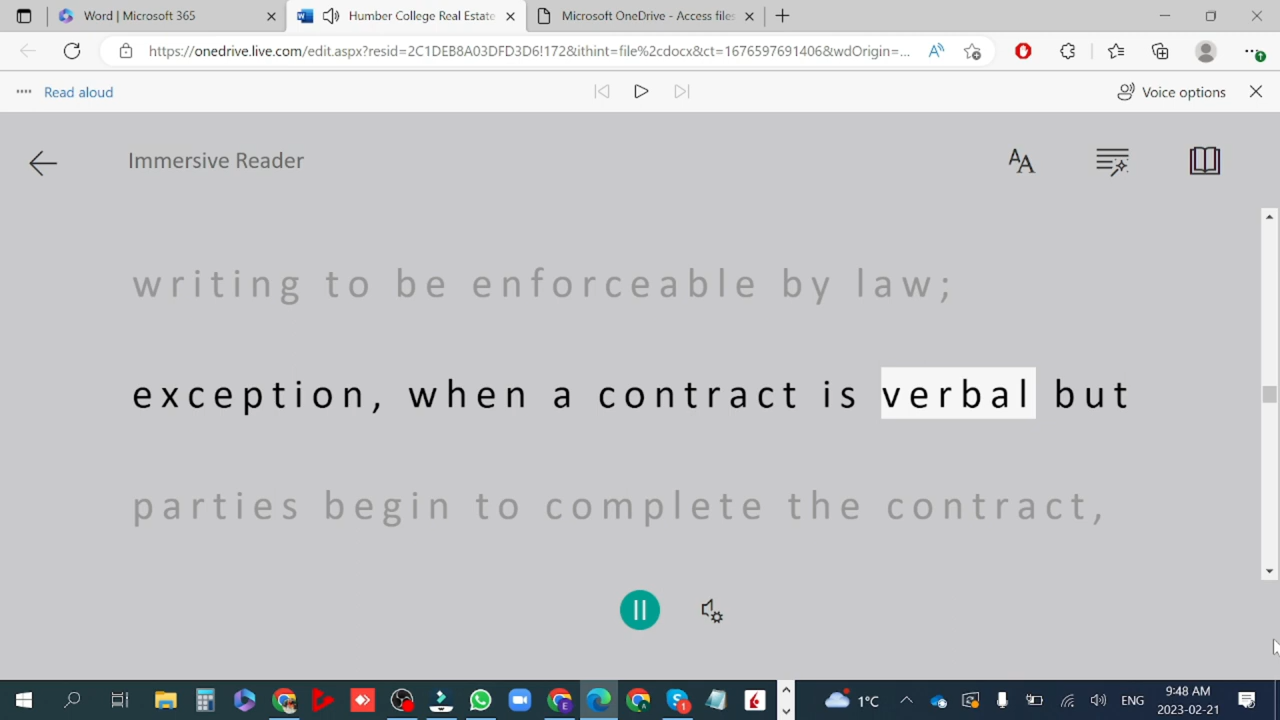 Word | Microsoft 365
Humber College Real Estate
Microsoft OneDrive - Access files
https://onedrive.live.com/edit.aspx?resid=2C1DEB8A03DFD3D6!172&ithint=file%2cdocx&ct=1676597691406&wdOrigin=...
Read aloud
Voice options
Immersive Reader
writing to be enforceable by law;
exception, when a contract is verbal but
parties begin to complete the contract,
1°C
ENG
9:48 AM
2023-02-21